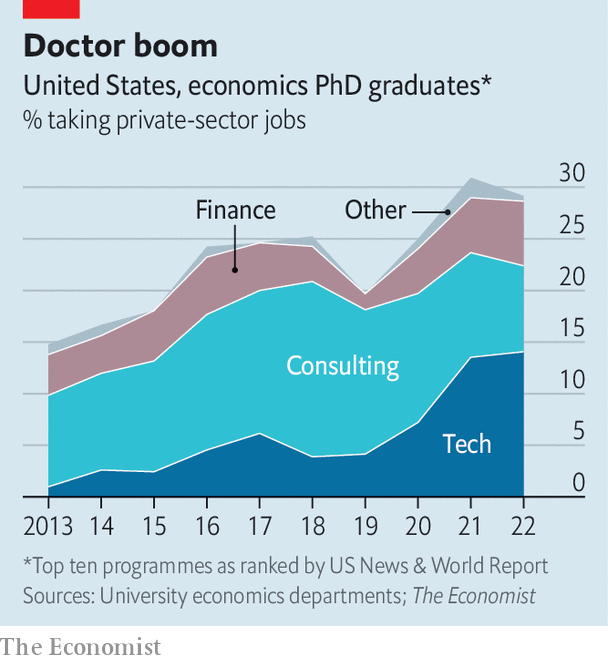 Doctor boom
United States, economics PhD graduates*
% taking private-sector jobs
30
Finance
Other
25
20
15
Consulting
10
5
Tech
0
2013 14 15 16 17 18 19 20 21 22
*Top ten programmes as ranked by US News & World Report
Sources: University economics departments; The Economist
The Economist